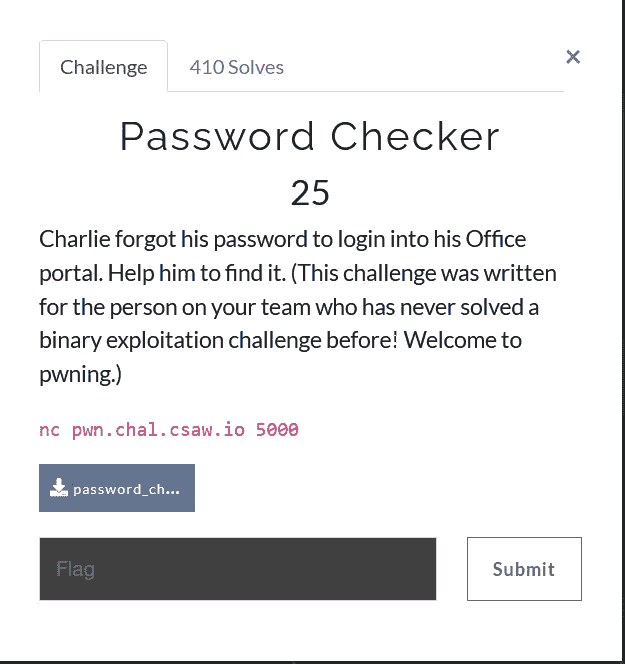 Challenge
410 Solves
×
Password Checker
25
Charlie forgot his password to login into his Office
portal. Help him to find it. (This challenge was written
for the person on your team who has never solved a
binary exploitation challenge before! Welcome to
pwning.)
nc pwn.chal.csaw.io 5000
password_ch...
Flag
Submit